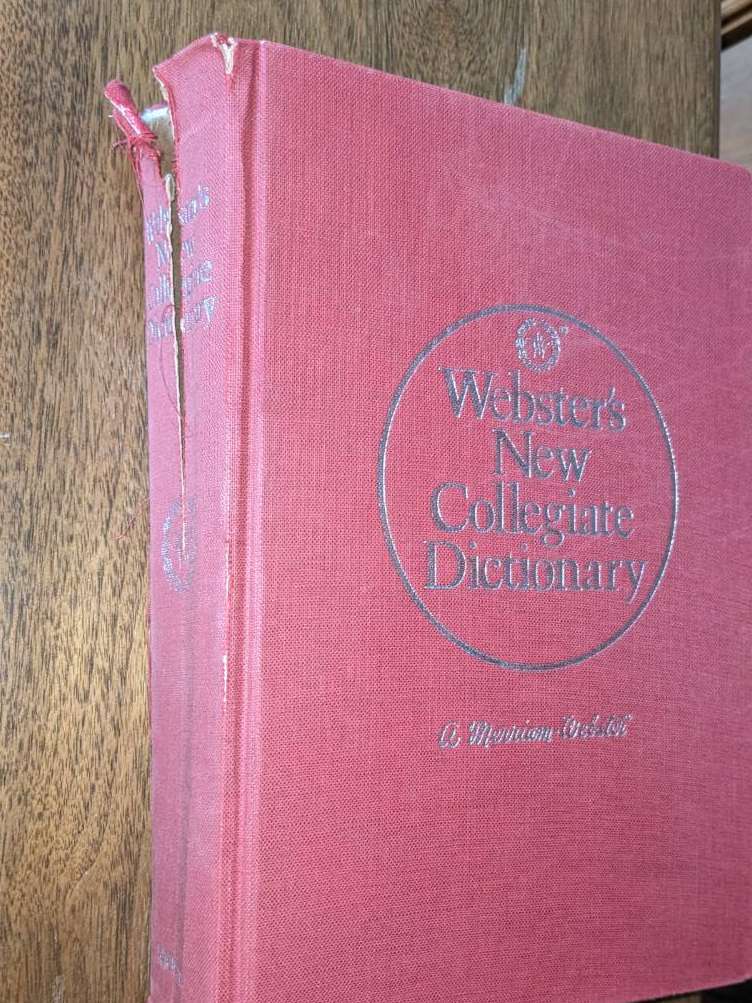 Webster's
New
Collegiate
Dictionary
A Merriam-Webster